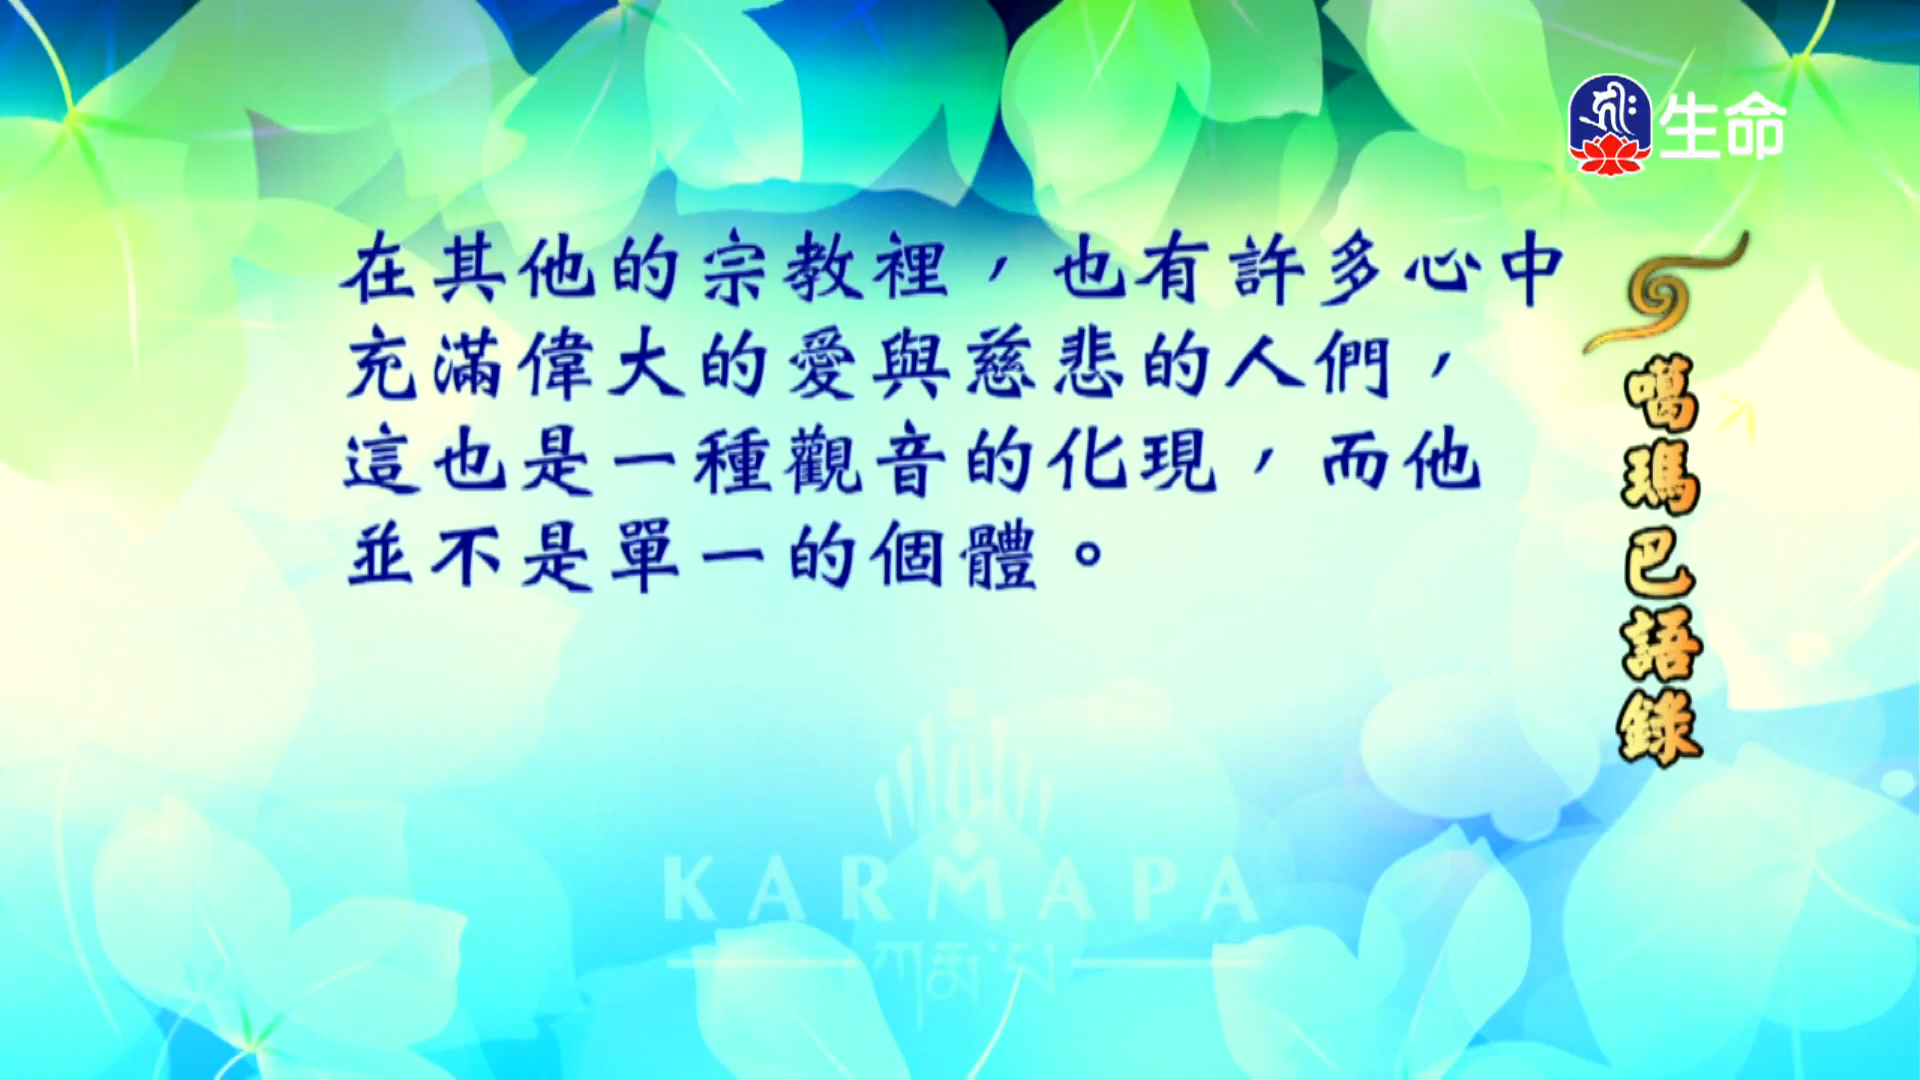 生命
在其他的宗教裡，也有許多心中
充滿偉大的愛與慈悲的人們，
這也是一種觀音的化現，而他
並不是單一的個體。
噶瑪巴語錄
KARMAPA
ཀརྨ་པ